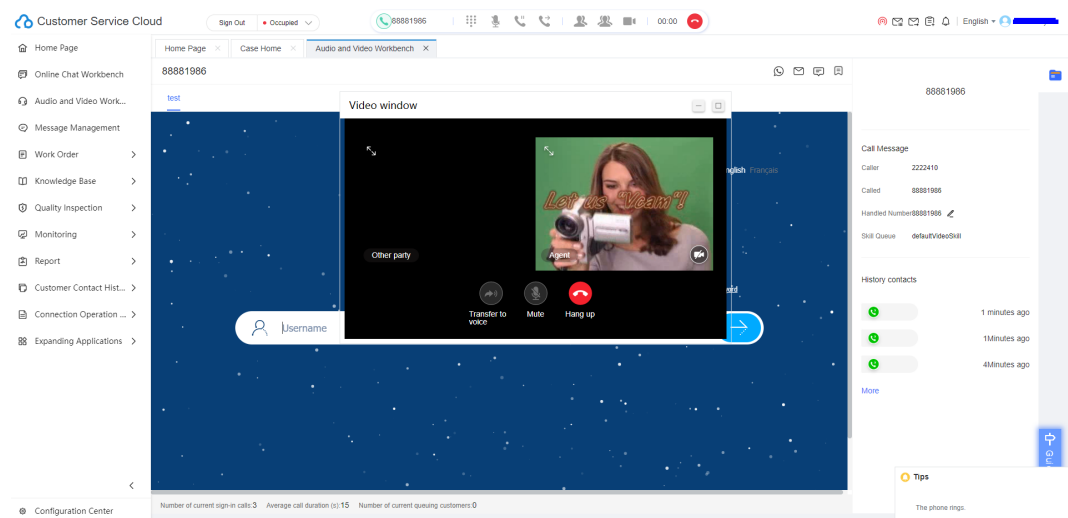 Customer Service Cloud
Sign Out
Occupied
88881986
00:00
English
Home Page
Online Chat Workbench
Audio and Video Work...
Message Management
Work Order
Knowledge Base
Quality Inspection
Monitoring
Report
Customer Contact Hist...
Connection Operation ...
Expanding Applications
Configuration Center
Home Page
Case Home
Audio and Video Workbench
88881986
test
Video window
nglish Français
Let us "Vcam"!
Other party
Agent
Transfer to
voice
Mute
Hang up
Username
88881986
Call Message
Caller 2222410
Called 88881986
Handled Number 88881986
Skill Queue defaultVideoSkill
History contacts
1 minutes ago
1Minutes ago
4Minutes ago
More
Tips
The phone rings.
Number of current sign-in calls:3 Average call duration (s):15 Number of current queuing customers:0